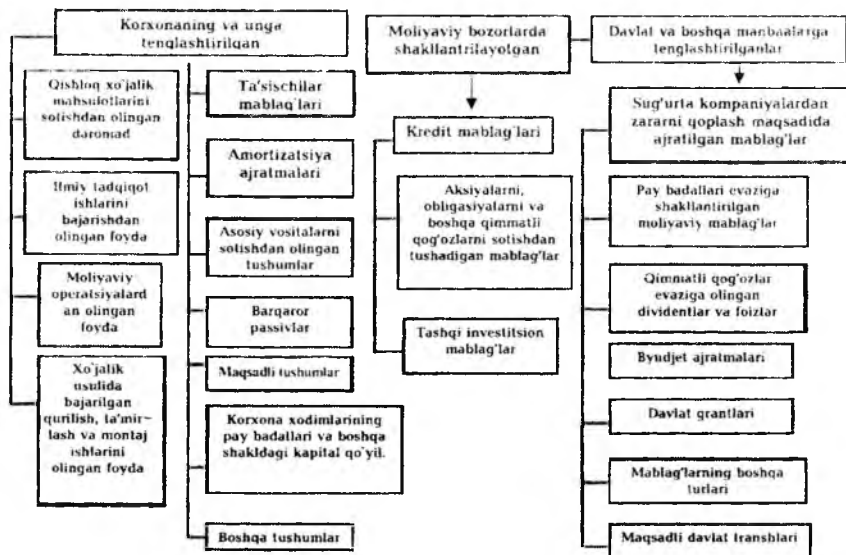 Korxonaning va unga
tenglashtirilgan
Qishloq xo`jalik
mahsulotlarini
sotishdan olingan
daromad
Ilmiy tadqiqot
ishlarini
bajarishdan
olingan foyda
Moliyaviy
operatsiyalard
an olingan
foyda
Xo`jalik
usulida
bajarilgan
qurilish, ta'mir-
lash va montaj
ishlarini
olingan foyda
Ta'sischilar
mablag`lari
Amortizatsiya
ajratmalari
Asosiy vositalarni
sotishdan olingan
tushumlar
Barqaror
passivlar
Maqsadli tushumlar
Korxona xodimlarining
pay badallari va boshqa
shakldagi kapital qo`yil.
Boshqa tushumlar
Moliyaviy bozorlarda
shakllantrilayotgan
Kredit mablag`lari
Aksiyalarni,
obligasiyalarni va
boshqa qimmatli
qog'ozlarni sotishdan
tushadigan mablag'lar
Tashqi investitsion
mablag'lar
Davlat va boshqa manbaalarga
tenglashtirilganlar
Sug'urta kompaniyalardan
zararni qoplash maqsadida
ajratilgan mablag'lar
Pay badallari evaziga
shakllantirilgan
moliyaviy mablag'lar
Qimmatli qog'ozlar
evaziga olingan
dividentlar va foizlar
Byudjet ajratmalari
Davlat grantlari
Mablag'larning boshqa
turlari
Maqsadli davlat transhlari